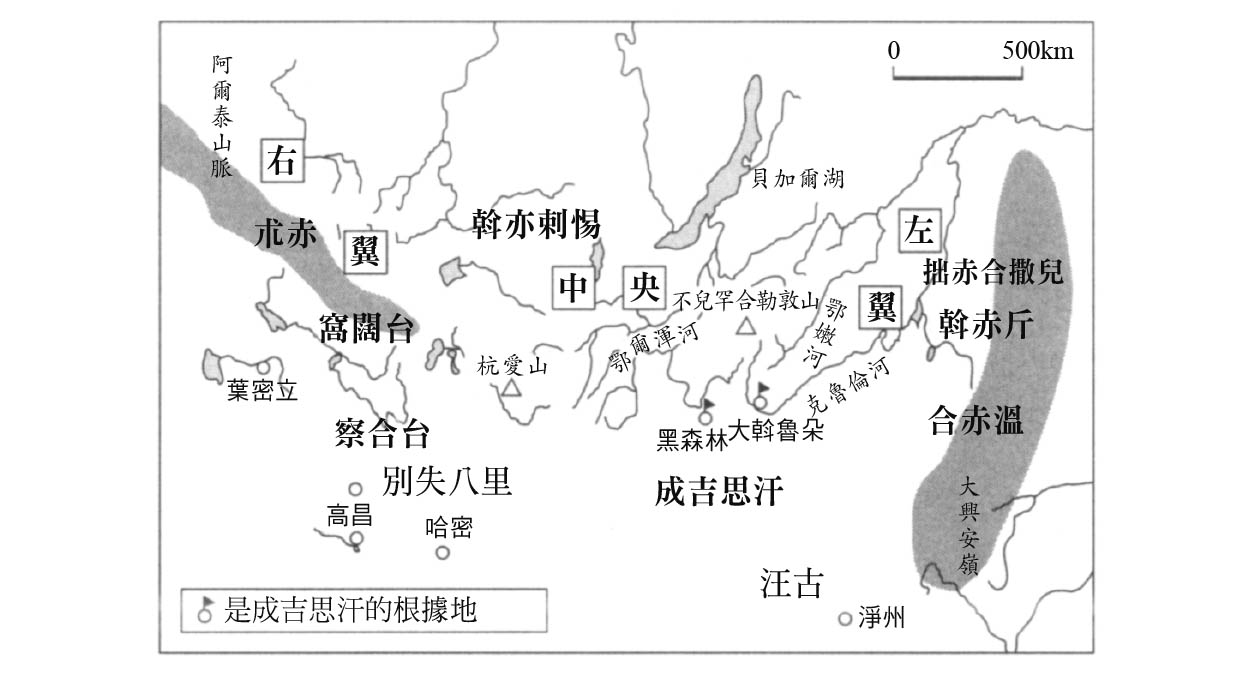 0 500km
阿爾泰山脈
右
翼
朮赤
斡亦剌惕
貝加爾湖
左
翼
拙赤合撒兒
斡赤斤
中
央
不兒罕合勒敦山
鄂嫩河
鄂爾渾河
窩闊台
杭愛山
克魯倫河
葉密立
察合台
黑森林
大斡魯朵
合赤溫
別失八里
成吉思汗
大興安嶺
高昌
哈密
汪古
淨州
是成吉思汗的根據地